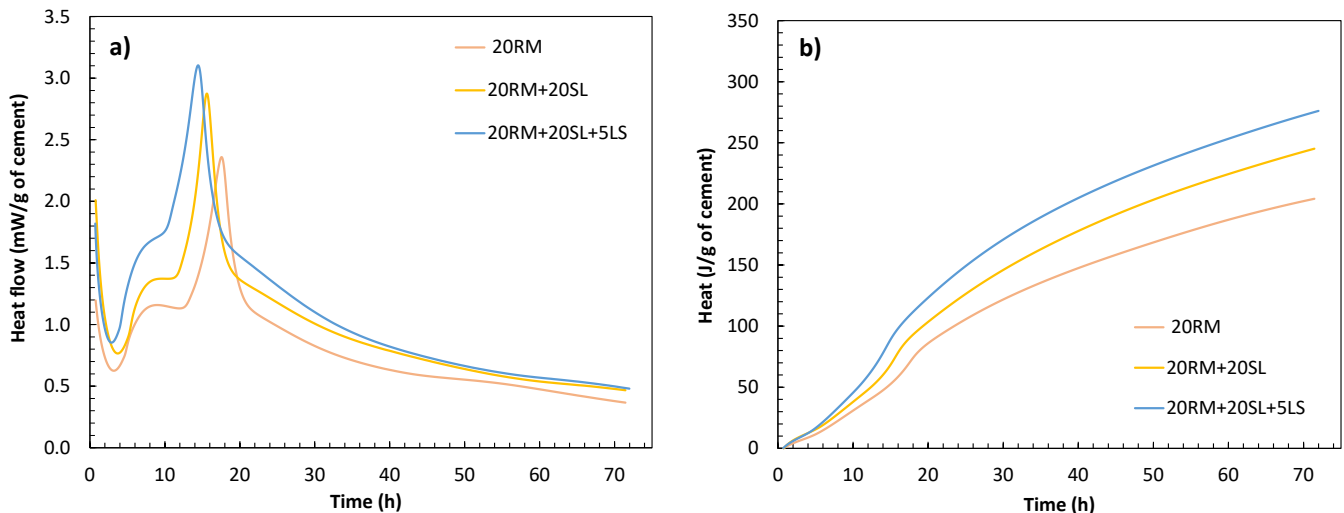 a)
3.5
3.0
2.5
2.0
1.5
1.0
0.5
0.0
Heat flow (mW/g of cement)
20RM
20RM+20SL
20RM+20SL+5LS
0 10 20 30 40 50 60 70
Time (h)
b)
350
300
250
200
150
100
50
0
Heat (J/g of cement)
20RM
20RM+20SL
20RM+20SL+5LS
0 10 20 30 40 50 60 70
Time (h)